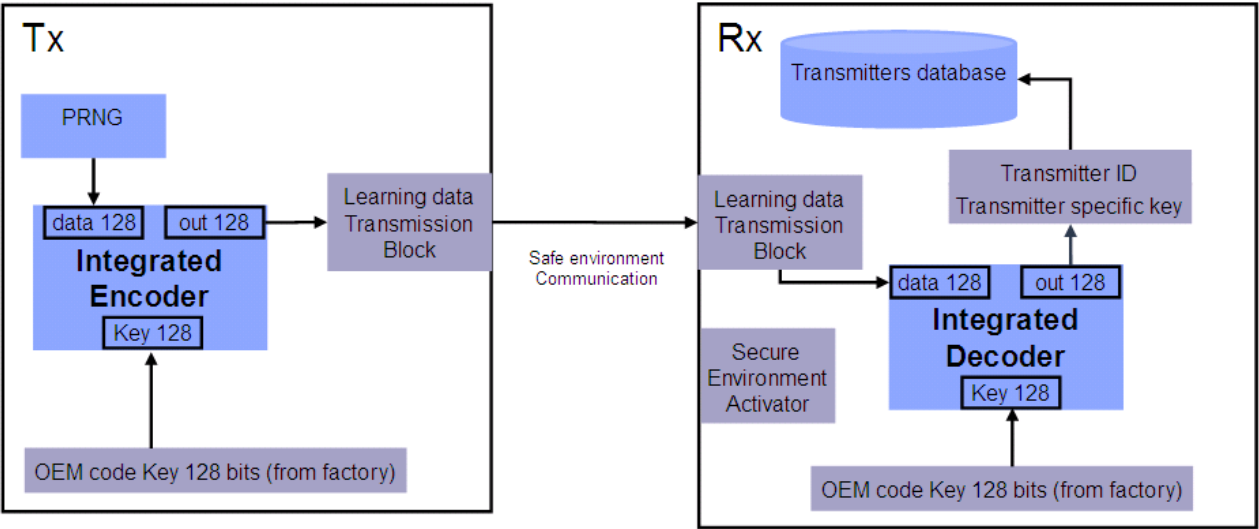 Tx
PRNG
data 128
out 128
Integrated
Encoder
Key 128
OEM code Key 128 bits (from factory)
Learning data
Transmission
Block
Safe environment
Communication
Rx
Transmitters database
Transmitter ID
Transmitter specific key
Learning data
Transmission
Block
data 128
out 128
Integrated
Decoder
Key 128
Secure
Environment
Activator
OEM code Key 128 bits (from factory)